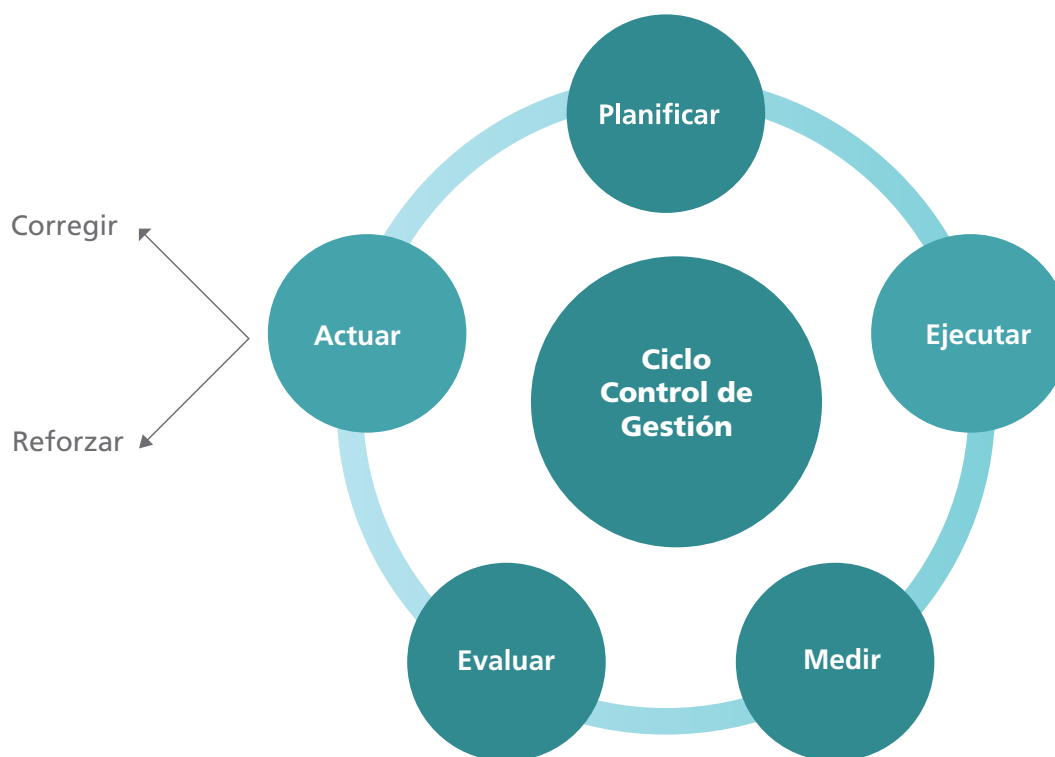 Planificar
Ejecutar
Medir
Evaluar
Actuar
Corregir
Reforzar
Ciclo
Control de
Gestión